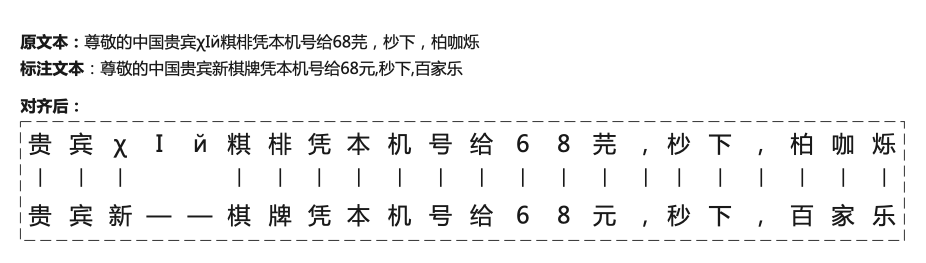 原文本：尊敬的中国贵宾χIй粸棑凭本机号给68芫，杪下，柏咖烁
标注文本：尊敬的中国贵宾新棋牌凭本机号给68元,秒下,百家乐
对齐后：
贵 宾 χ I й 粸 棑 凭 本 机 号 给 6 8 芫 , 杪 下 , 柏 咖 烁
| | | | | | | | | | | | | | | | | | | |
贵 宾 新 — — 棋 牌 凭 本 机 号 给 6 8 元 , 秒 下 , 百 家 乐